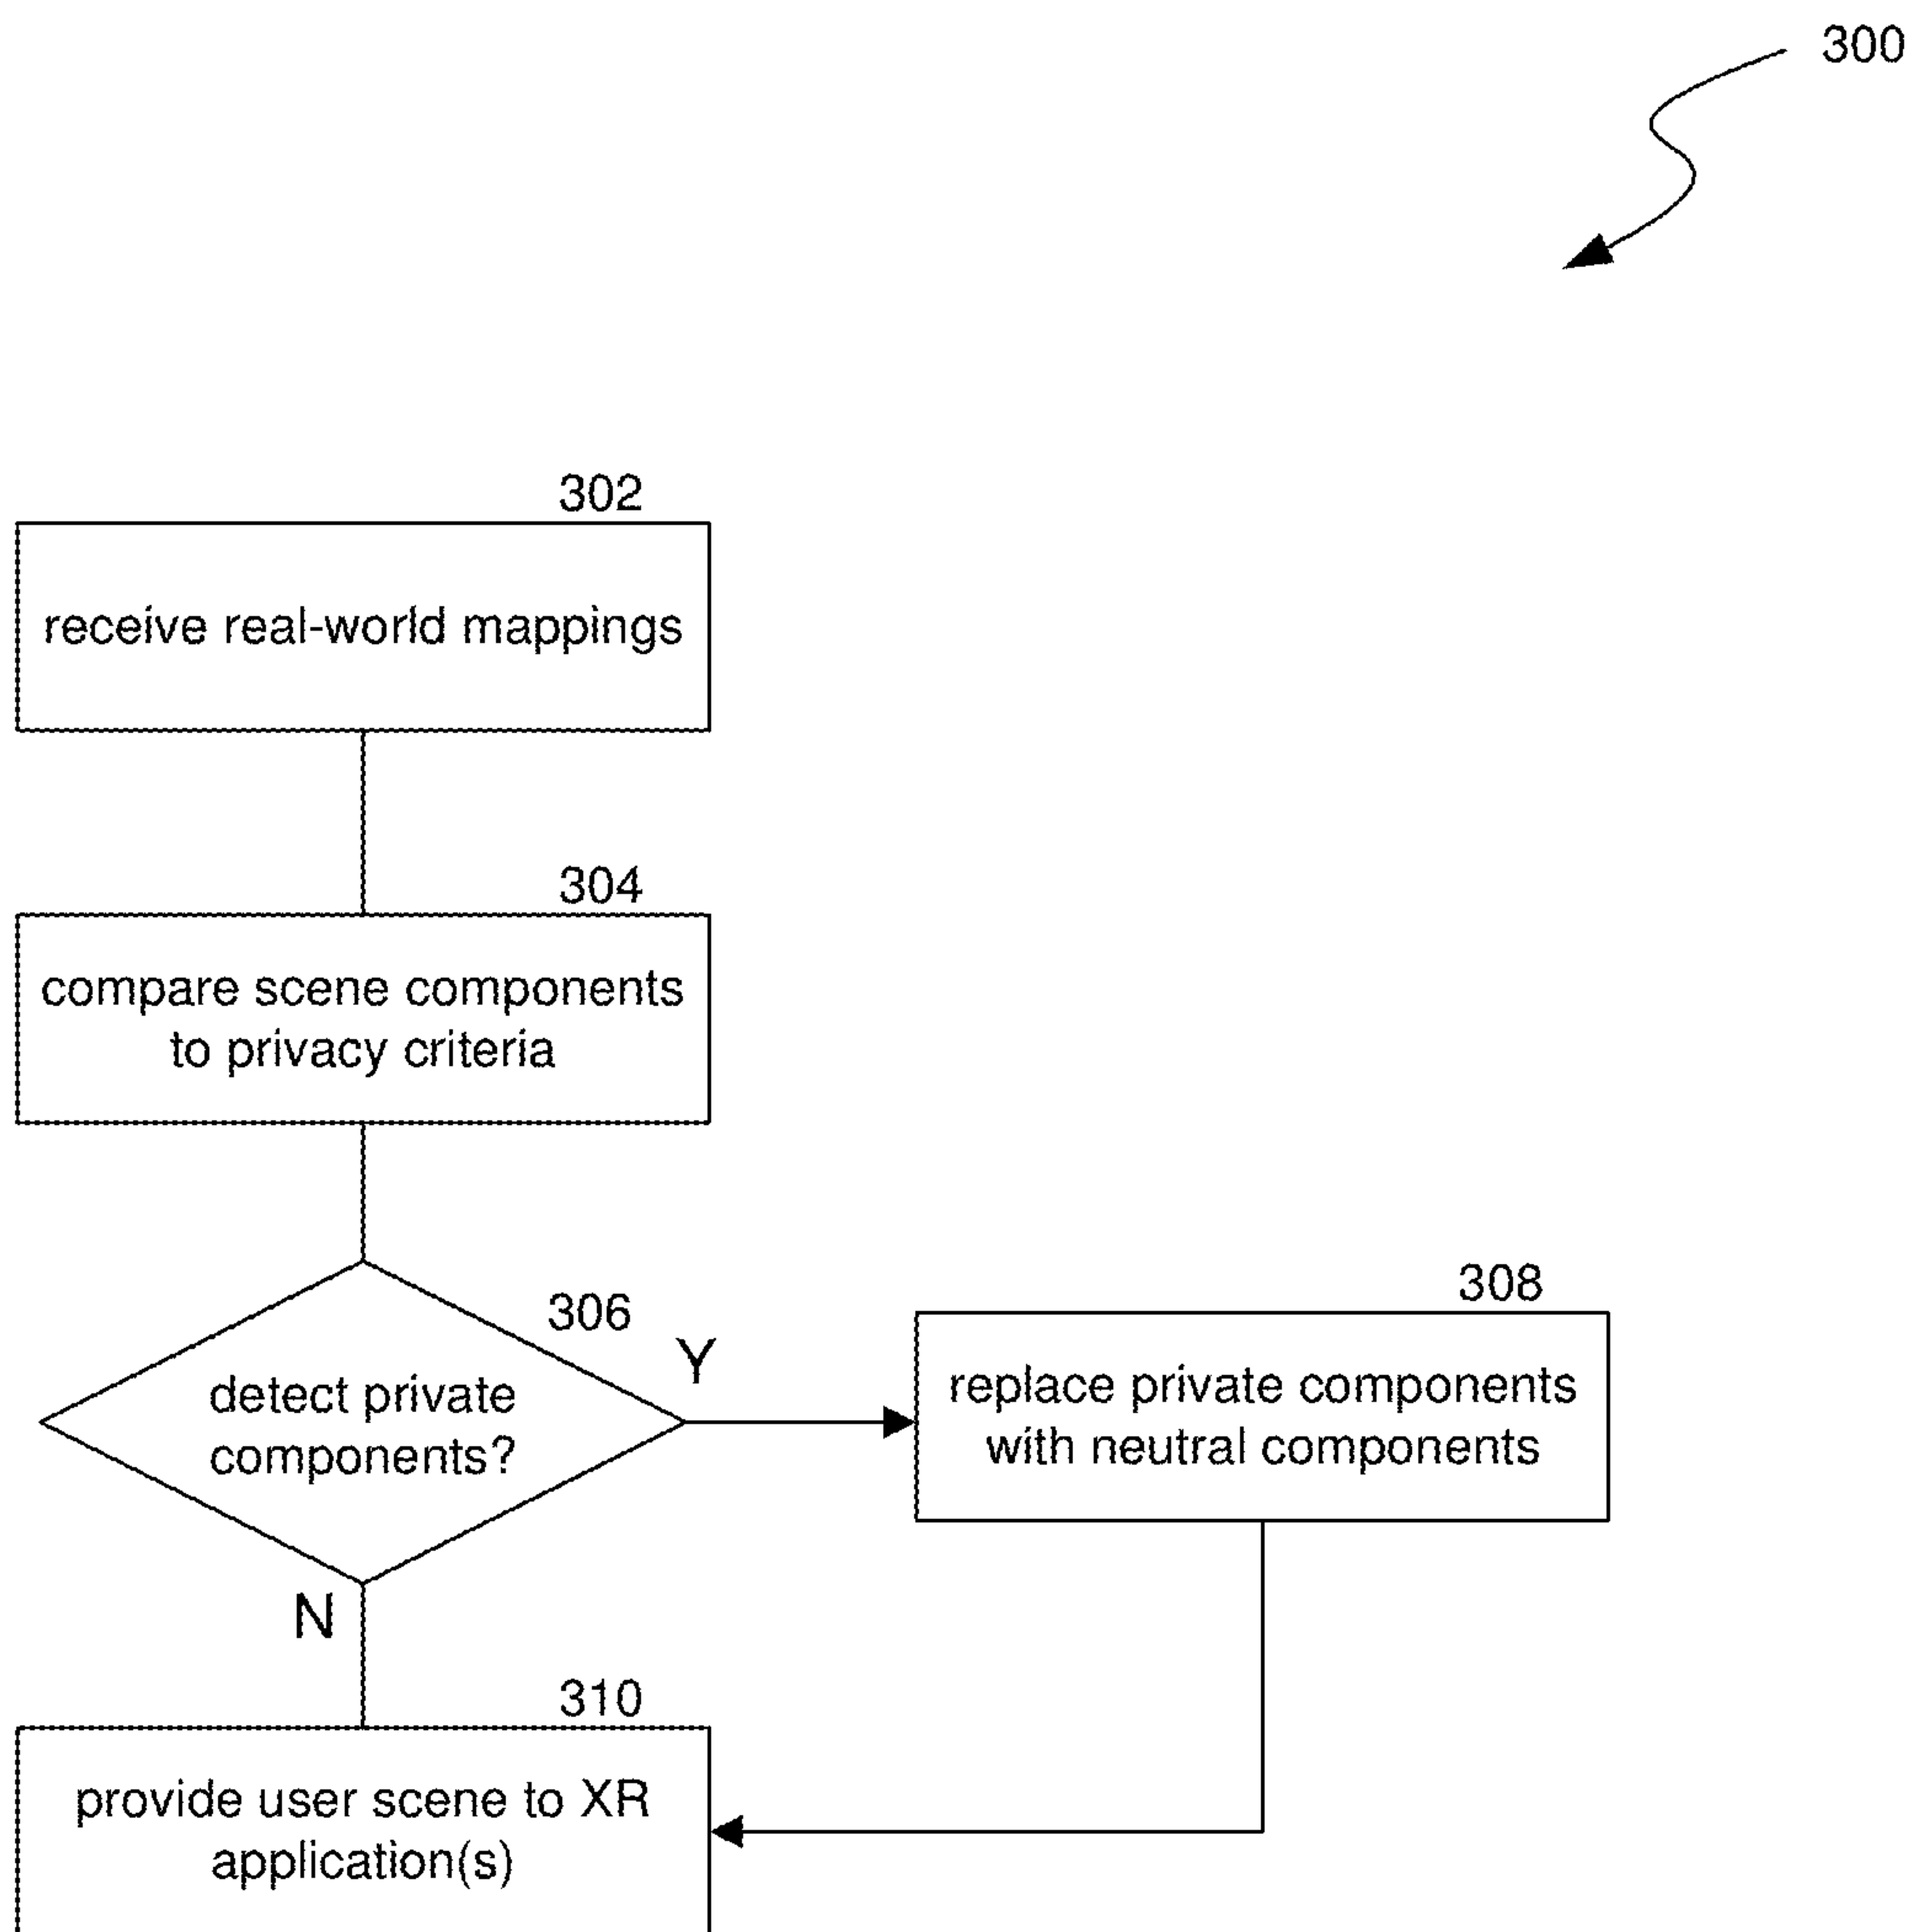 300
302
receive real-world mappings
304
compare scene components
to privacy criteria
306
Y
detect private
components?
308
replace private components
with neutral components
N
310
provide user scene to XR
application(s)